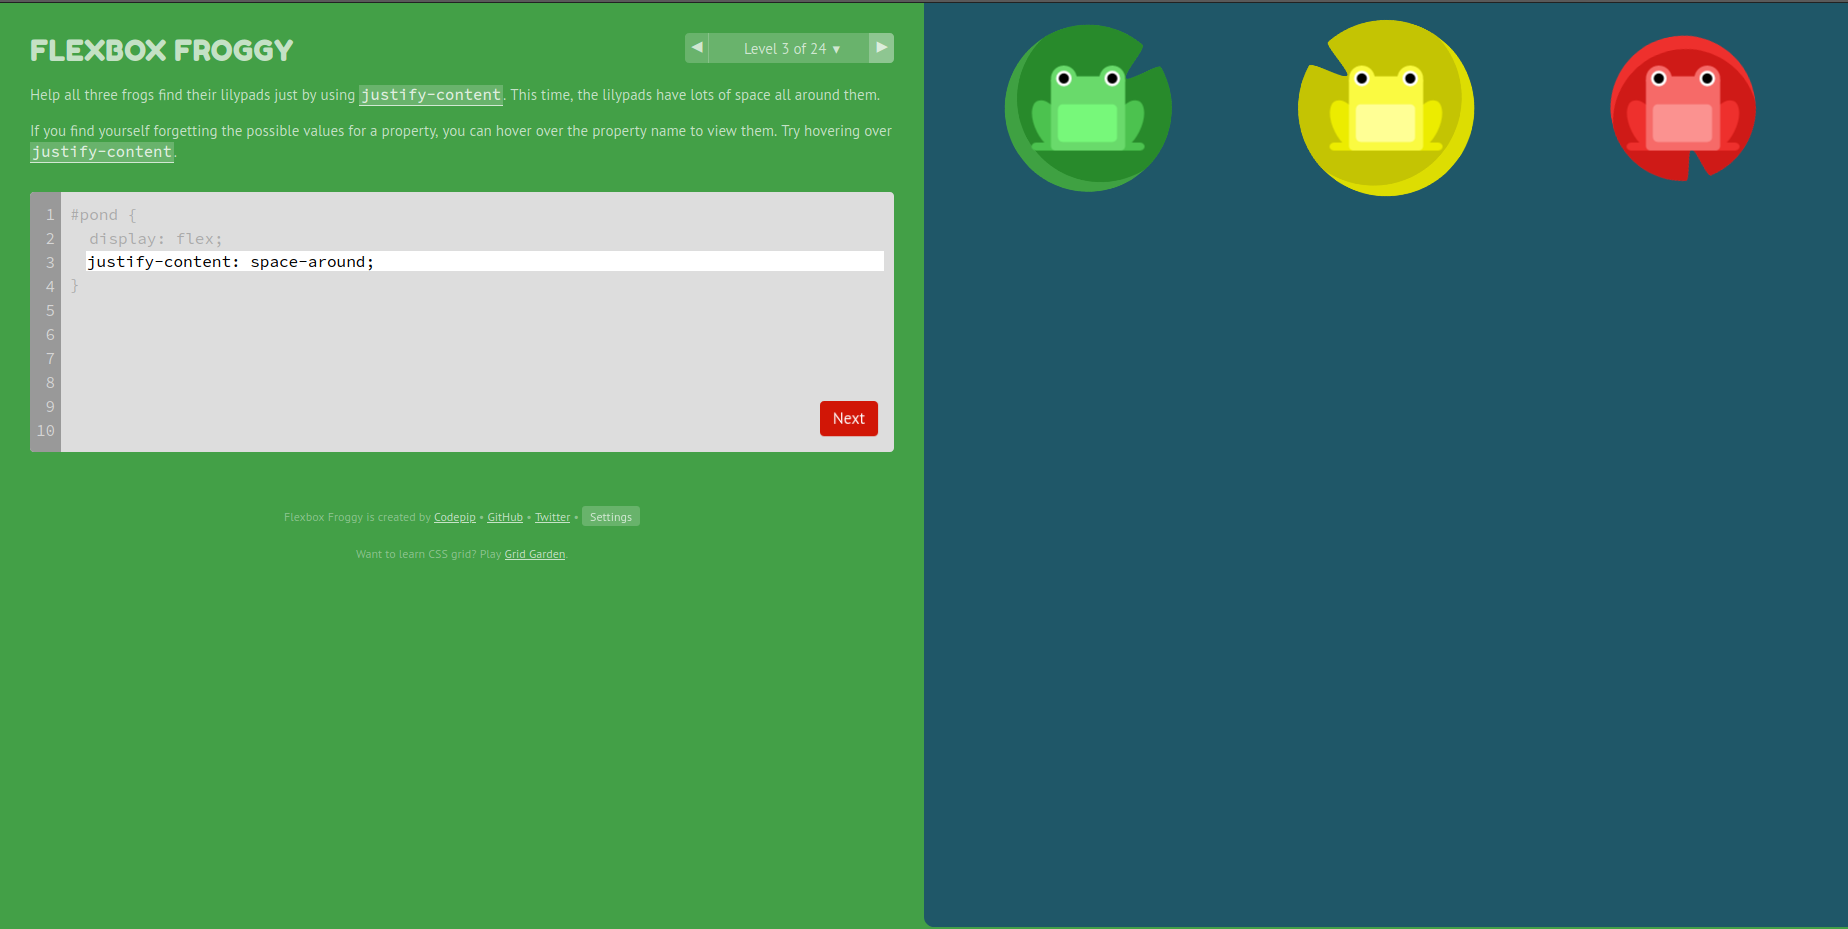 FLEXBOX FROGGY
◀ Level 3 of 24 ▾ ▶
Help all three frogs find their lilypads just by using justify-content. This time, the lilypads have lots of space all around them.
If you find yourself forgetting the possible values for a property, you can hover over the property name to view them. Try hovering over
justify-content.
1 #pond {
2 display: flex;
3 justify-content: space-around;
4 }
5
6
7
8
9
10
Next
Flexbox Froggy is created by Codepip • GitHub • Twitter • Settings
Want to learn CSS grid? Play Grid Garden.